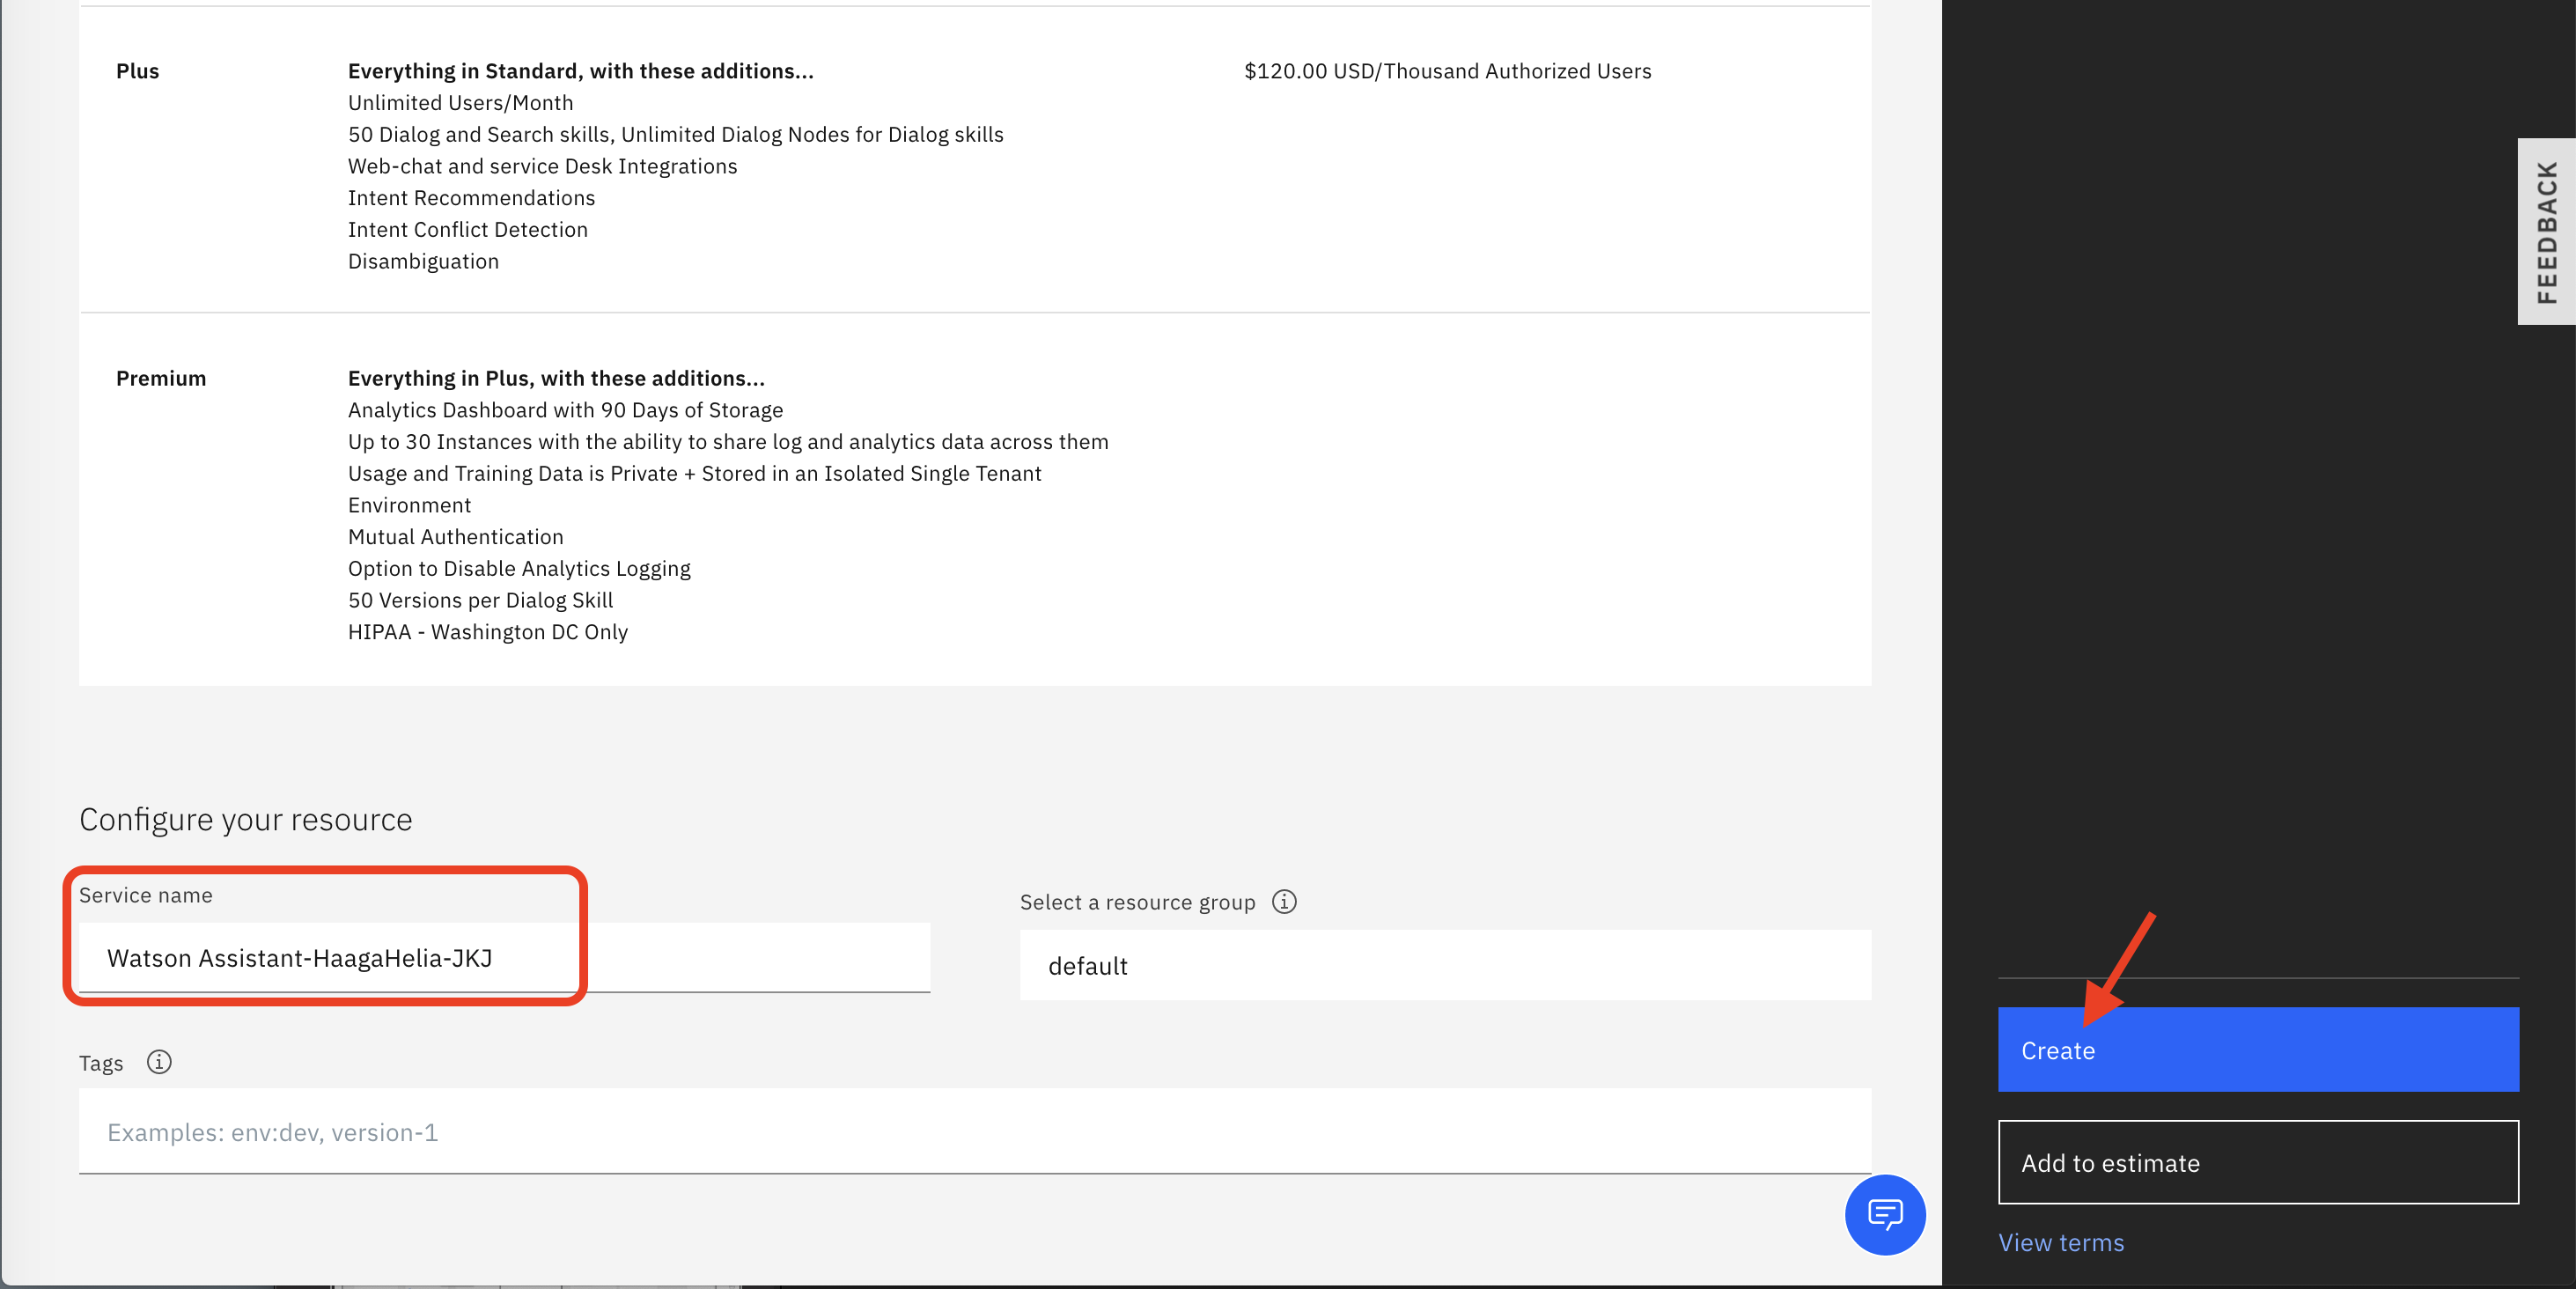 Plus
Everything in Standard, with these additions...
$120.00 USD/Thousand Authorized Users
Unlimited Users/Month
50 Dialog and Search skills, Unlimited Dialog Nodes for Dialog skills
Web-chat and service Desk Integrations
Intent Recommendations
Intent Conflict Detection
Disambiguation
FEEDBACK
Premium
Everything in Plus, with these additions...
Analytics Dashboard with 90 Days of Storage
Up to 30 Instances with the ability to share log and analytics data across them
Usage and Training Data is Private + Stored in an Isolated Single Tenant
Environment
Mutual Authentication
Option to Disable Analytics Logging
50 Versions per Dialog Skill
HIPAA - Washington DC Only
Configure your resource
Service name
Watson Assistant-HaagaHelia-JKJ
Select a resource group
default
Tags
Examples: env:dev, version-1
Create
Add to estimate
View terms